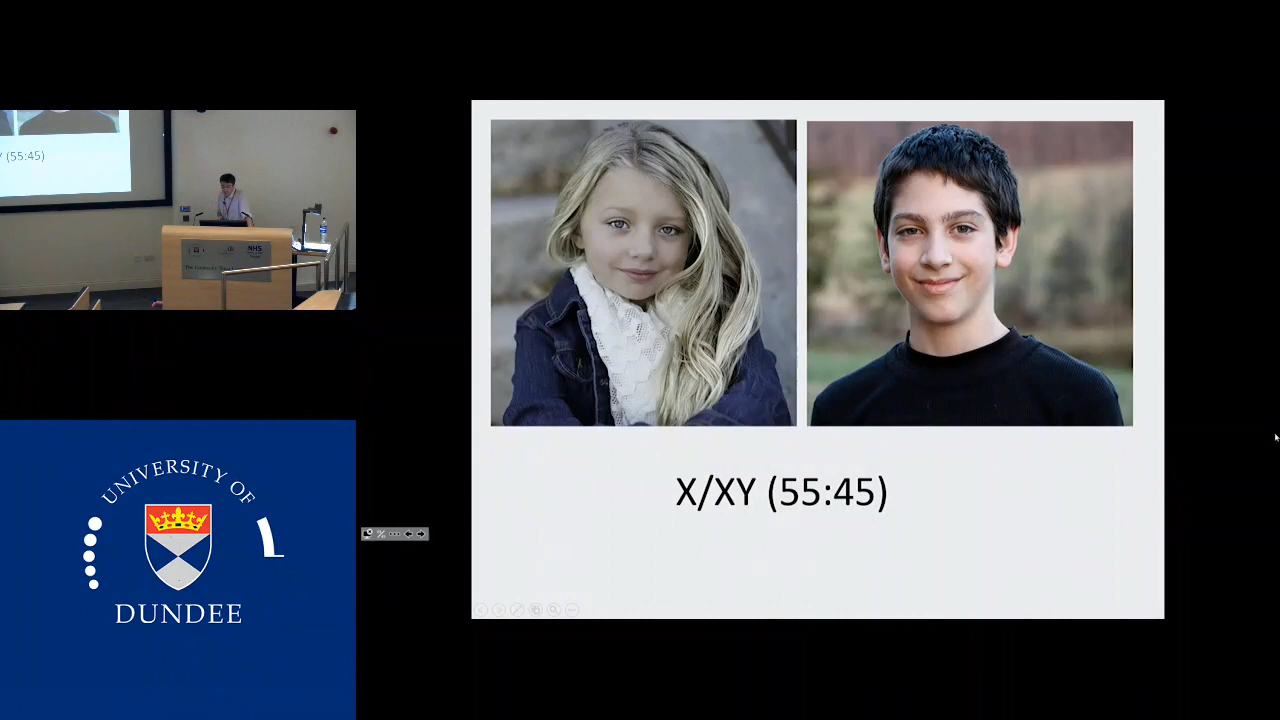 Y (55:45)
NHS
UNIVERSITY OF
DUNDEE
X/XY (55:45)